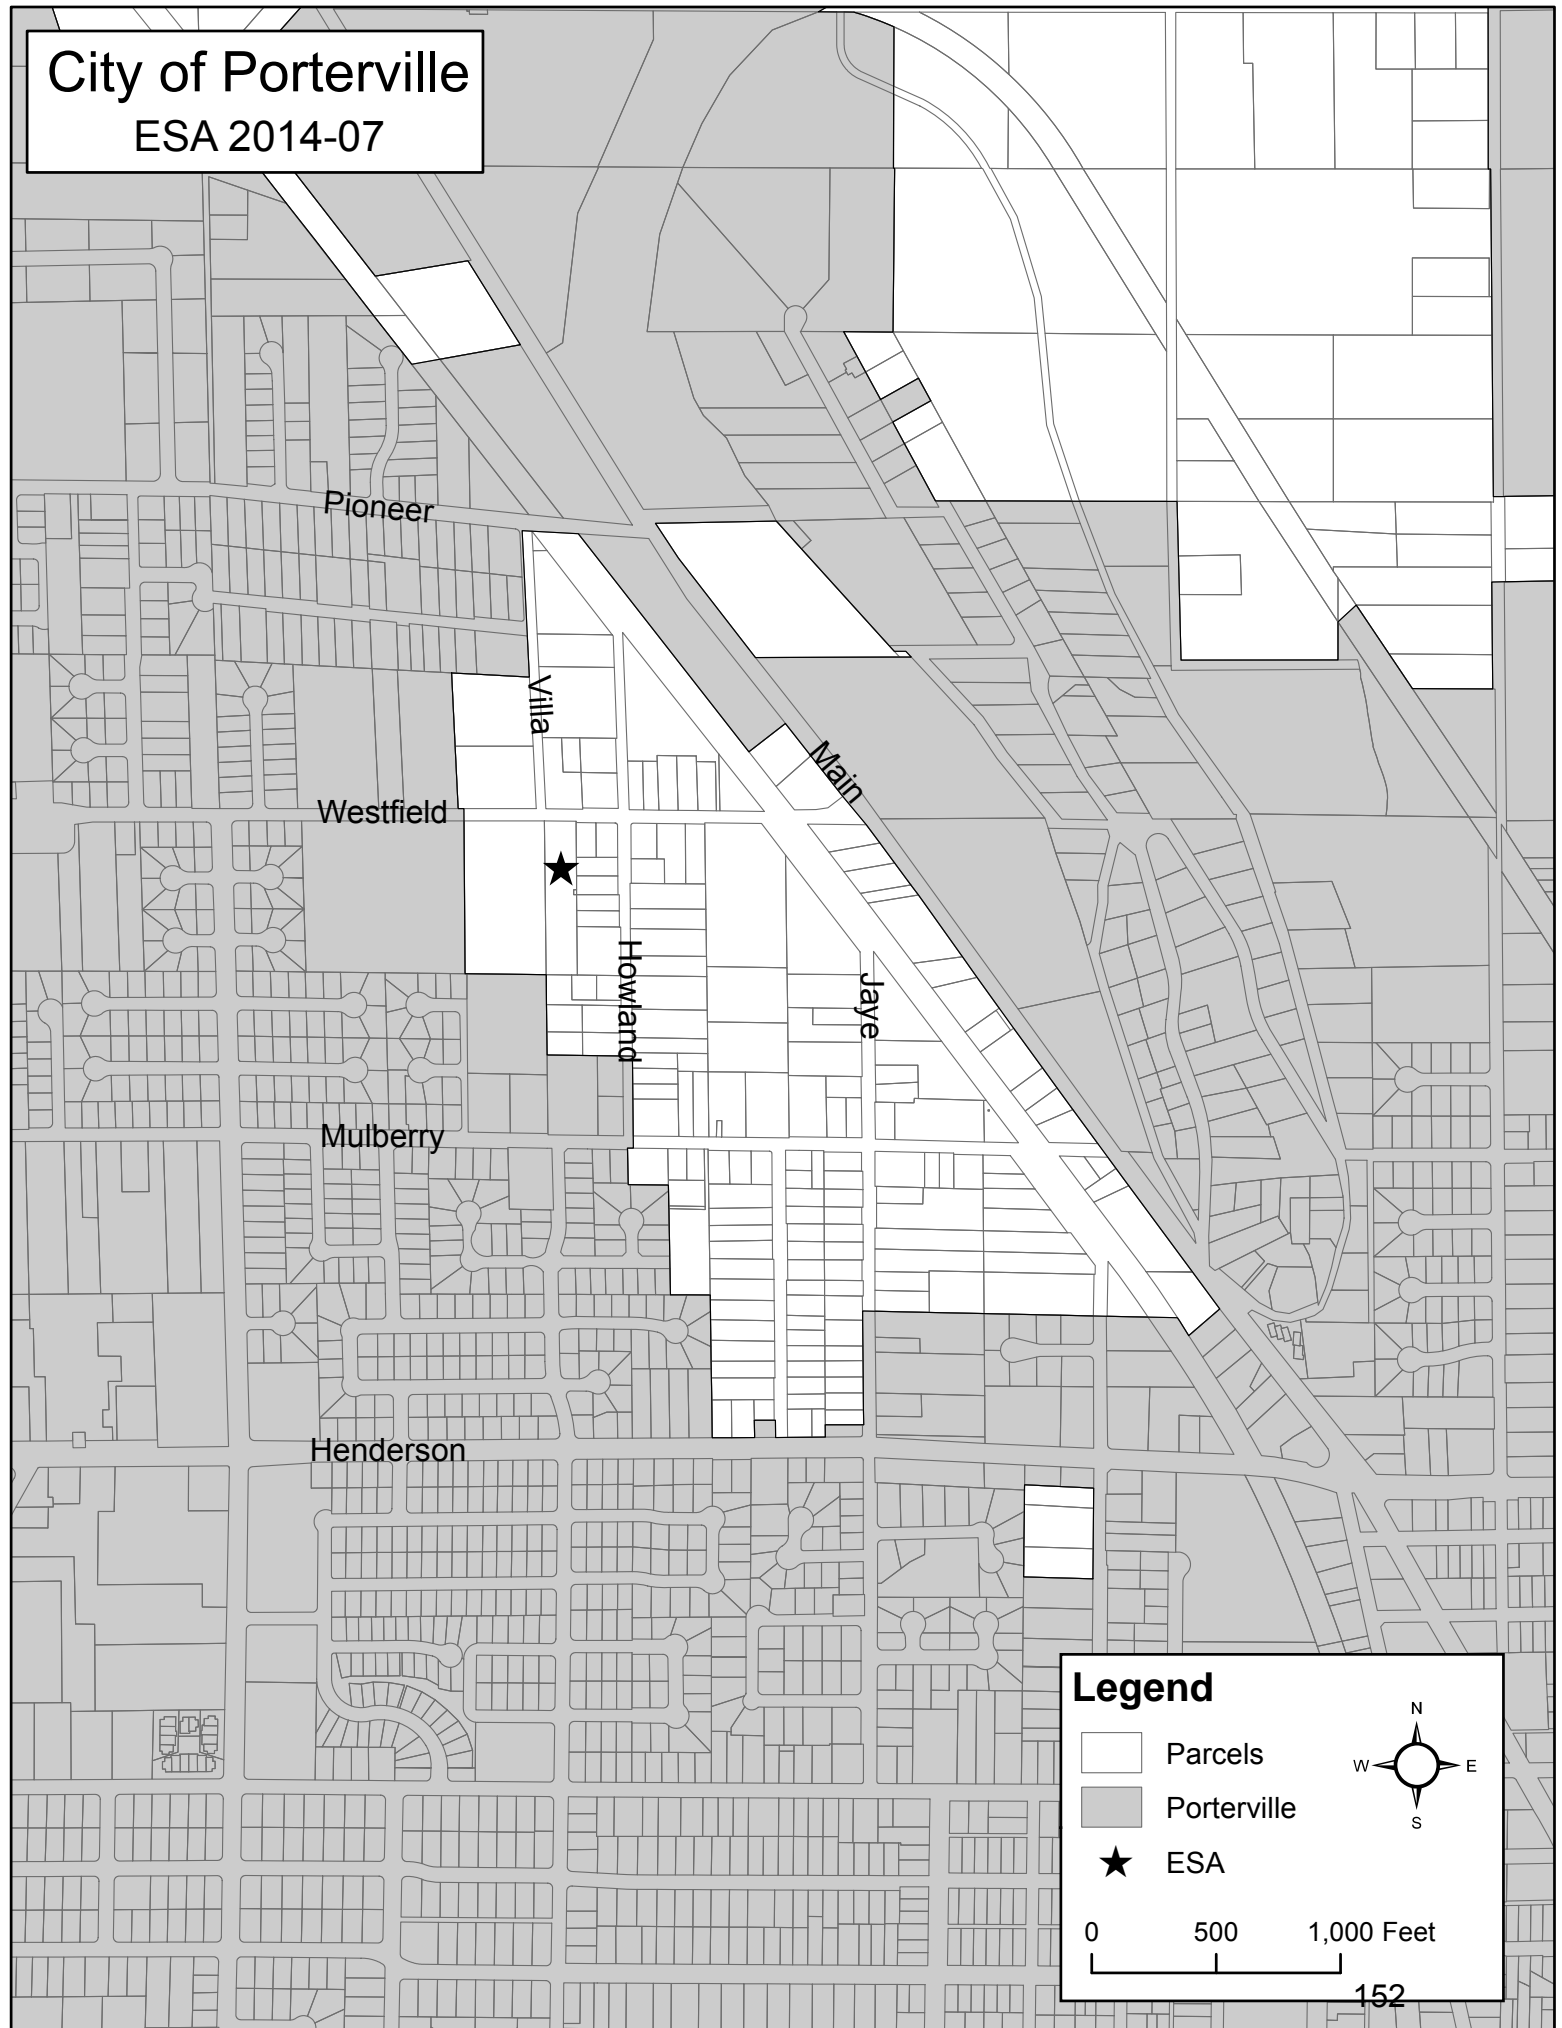 City of Porterville
ESA 2014-07
Pioneer
Villa
Main
Westfield
Howland
Jaye
Mulberry
Henderson
Legend
Parcels
Porterville
ESA
N
W E
S
0 500 1,000 Feet
152